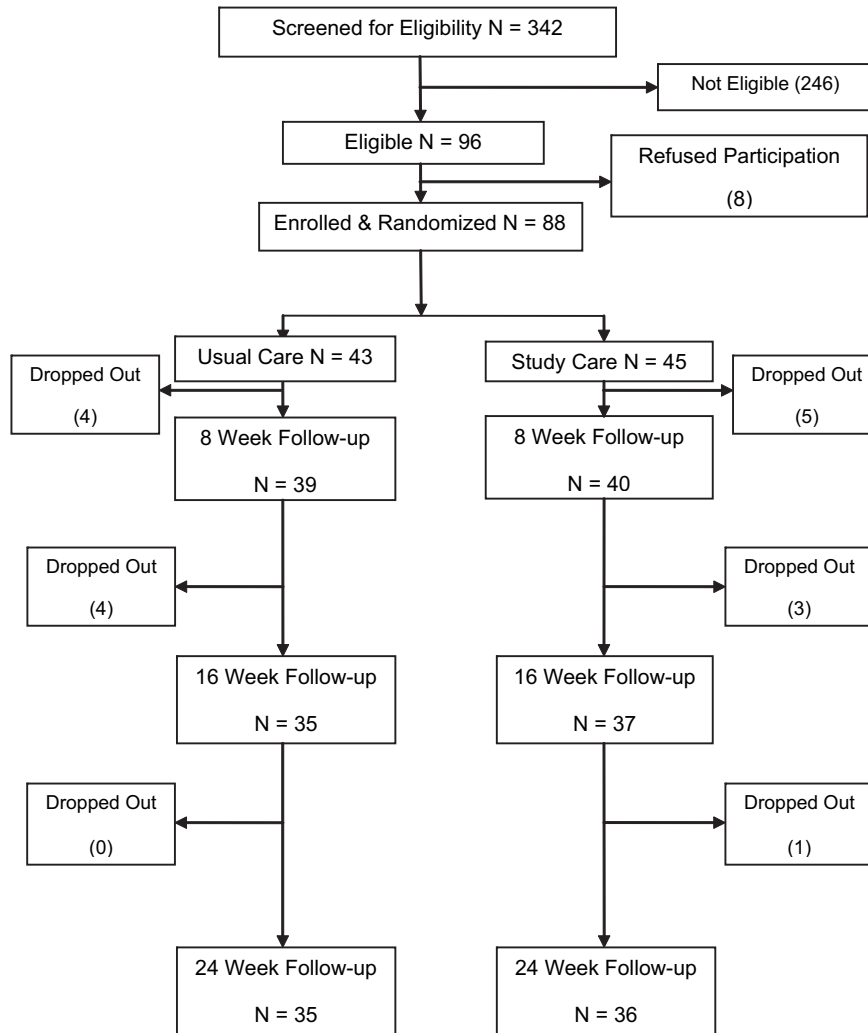 Screened for Eligibility N = 342
Not Eligible (246)
Eligible N = 96
Refused Participation
(8)
Enrolled & Randomized N = 88
Usual Care N = 43
Study Care N = 45
Dropped Out
(4)
Dropped Out
(5)
8 Week Follow-up
N = 39
8 Week Follow-up
N = 40
Dropped Out
(4)
Dropped Out
(3)
16 Week Follow-up
N = 35
16 Week Follow-up
N = 37
Dropped Out
(0)
Dropped Out
(1)
24 Week Follow-up
N = 35
24 Week Follow-up
N = 36